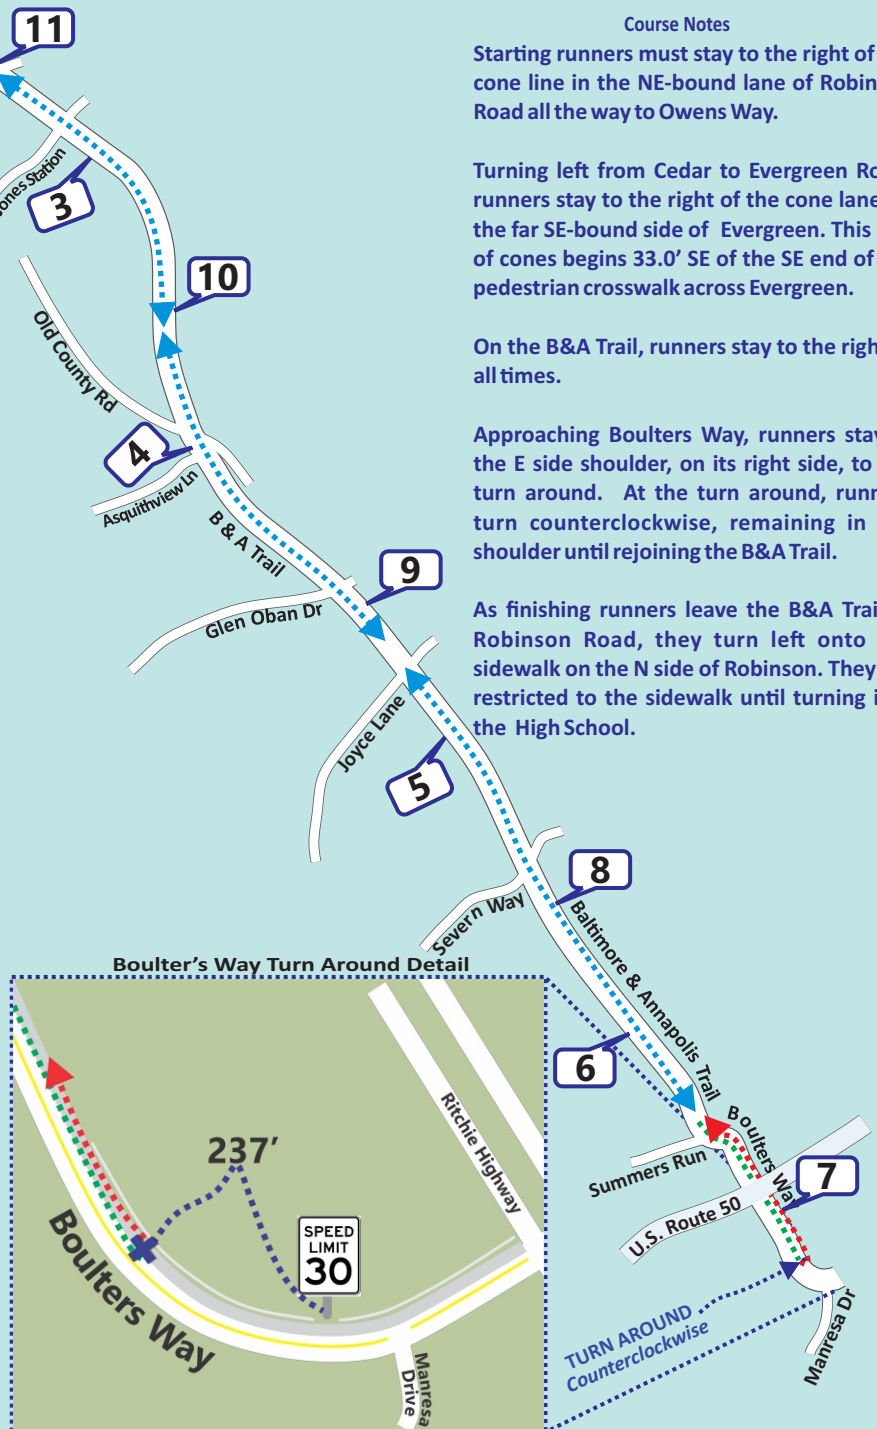 Course Notes
Starting runners must stay to the right of
cone line in the NE-bound lane of Robin
Road all the way to Owens Way.
Turning left from Cedar to Evergreen Ro
runners stay to the right of the cone lane
the far SE-bound side of Evergreen. This
of cones begins 33.0' SE of the SE end of
pedestrian crosswalk across Evergreen.
On the B&A Trail, runners stay to the righ
all times.
Approaching Boulters Way, runners stay
the E side shoulder, on its right side, to
turn around. At the turn around, runn
turn counterclockwise, remaining in
shoulder until rejoining the B&A Trail.
As finishing runners leave the B&A Trai
Robinson Road, they turn left onto
sidewalk on the N side of Robinson. They
restricted to the sidewalk until turning i
the High School.
11
Jones Station
3
10
Old County Rd
4
Asquithview Ln
B & A Trail
9
Glen Oban Dr
Joyce Lane
5
8
Severn Way
Baltimore & Annapolis Trail
6
Boulters Way
Summers Run
7
U.S. Route 50
TURN AROUND
Counterclockwise
Manresa Dr
Boulter's Way Turn Around Detail
Ritchie Highway
237'
SPEED
LIMIT
30
Boulters Way
Manresa
Drive